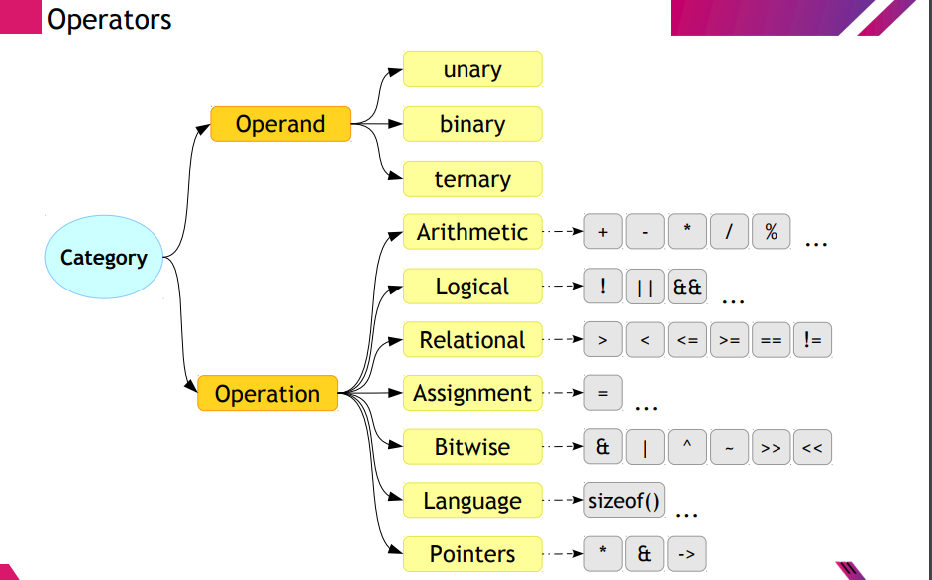 Operators
unary
Operand
binary
ternary
Arithmetic + - * / % ...
Category
Logical ! || && ...
Relational > < <= >= == !=
Operation
Assignment = ...
Bitwise & | ^ ~ >> <<
Language sizeof() ...
Pointers * & ->